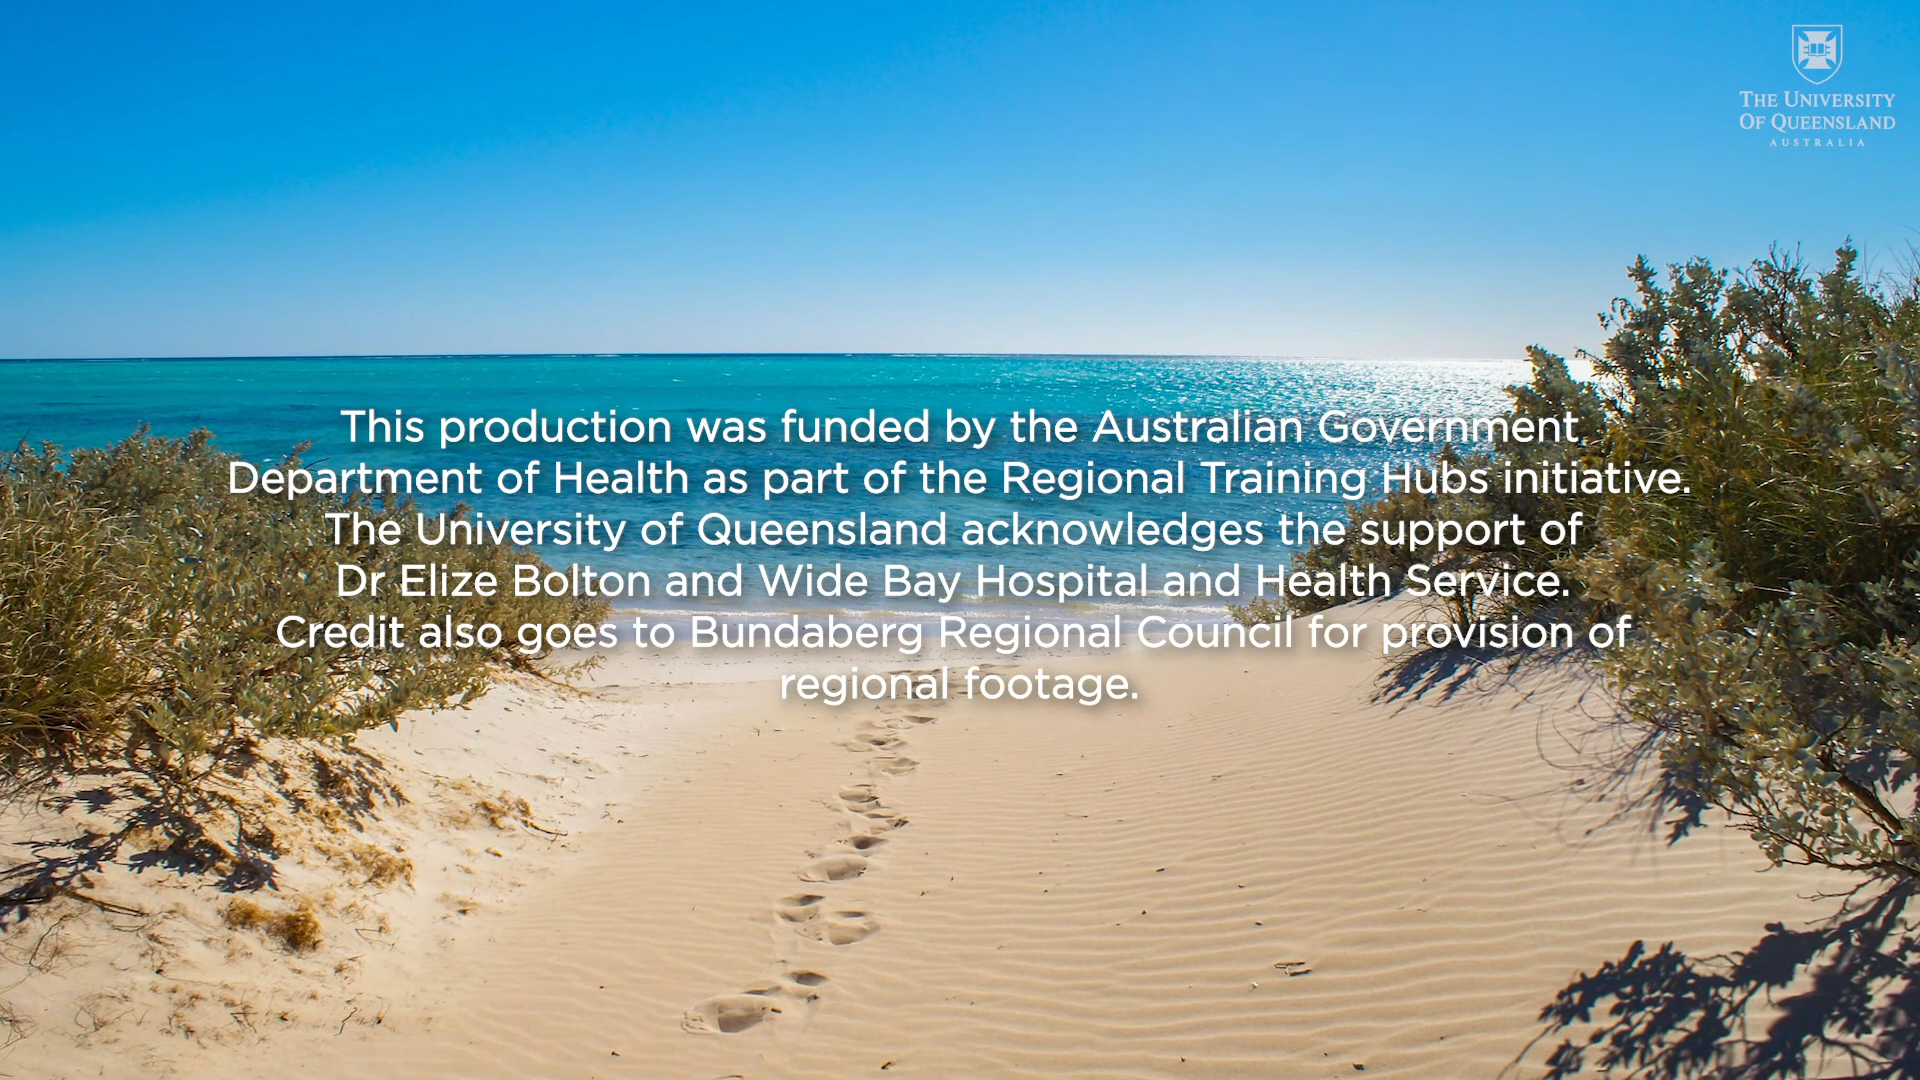 THE UNIVERSITY
OF QUEENSLAND
AUSTRALIA
This production was funded by the Australian Government
Department of Health as part of the Regional Training Hubs initiative.
The University of Queensland acknowledges the support of
Dr Elize Bolton and Wide Bay Hospital and Health Service.
Credit also goes to Bundaberg Regional Council for provision of
regional footage.